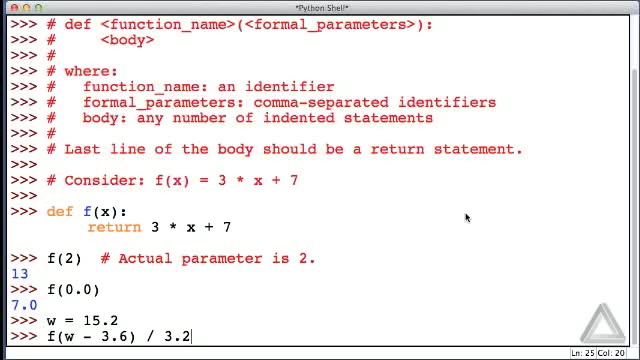 *Python Shell*
>>> # def <function_name>(<formal_parameters>):
>>> #     <body>
>>> #
>>> # where:
>>> #   function_name: an identifier
>>> #   formal_parameters: comma-separated identifiers
>>> #   body: any number of indented statements
>>> #
>>> # Last line of the body should be a return statement.
>>>
>>> # Consider: f(x) = 3 * x + 7
>>>
>>> def f(x):
        return 3 * x + 7
>>> f(2)  # Actual parameter is 2.
13
>>> f(0.0)
7.0
>>> w = 15.2
>>> f(w - 3.6) / 3.2
Ln: 25 Col: 20